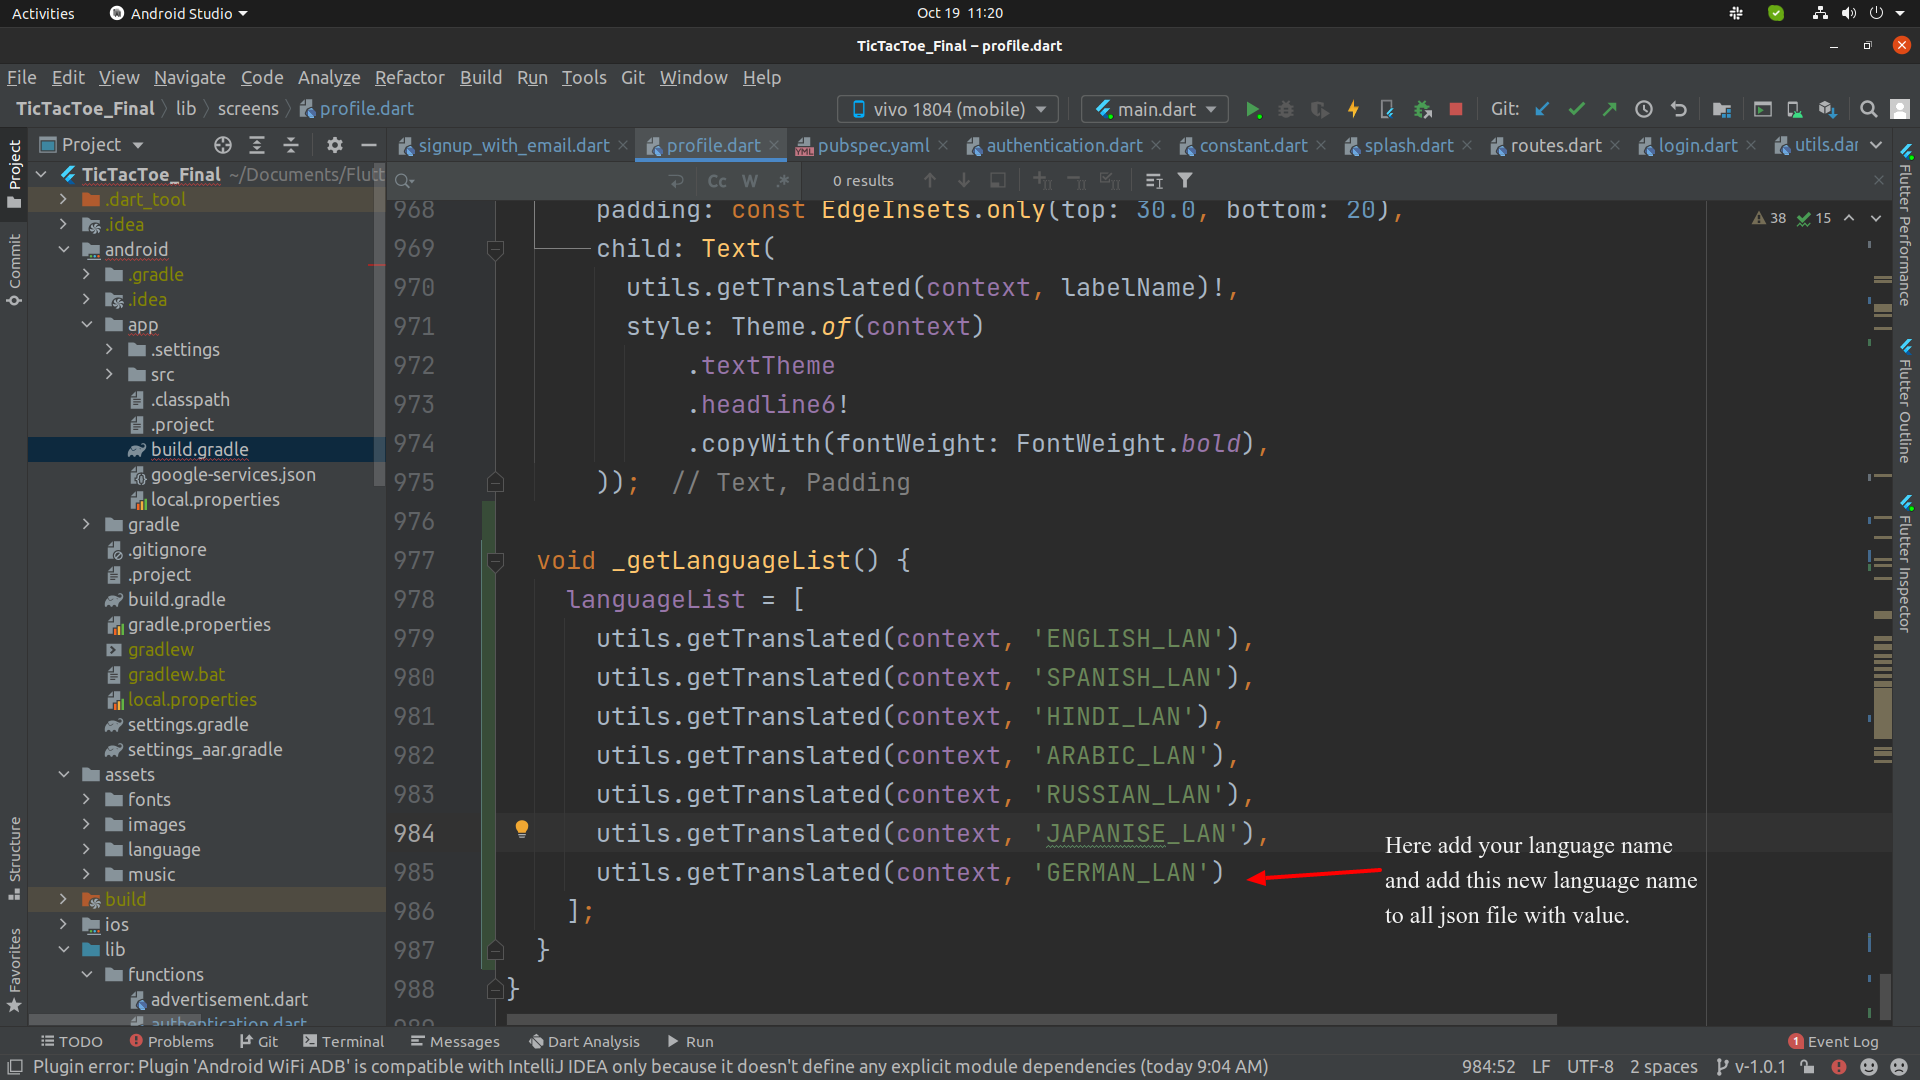 Activities
Android Studio
Oct 19 11:20
TicTacToe_Final – profile.dart
File Edit View Navigate Code Analyze Refactor Build Run Tools Git Window Help
TicTacToe_Final lib screens profile.dart
vivo 1804 (mobile)
main.dart
Git:
Project
signup_with_email.dart
profile.dart
pubspec.yaml
authentication.dart
constant.dart
splash.dart
routes.dart
login.dart
utils.dar
Cc W .*
0 results
38 15
Project
Commit
Structure
Favorites
TicTacToe_Final ~/Documents/Flutt
.dart_tool
.idea
android
.gradle
.idea
app
.settings
src
.classpath
.project
build.gradle
google-services.json
local.properties
gradle
.gitignore
.project
build.gradle
gradle.properties
gradlew
gradlew.bat
local.properties
settings.gradle
settings_aar.gradle
assets
fonts
images
language
music
build
ios
lib
functions
advertisement.dart
authentication.dart
968 padding: const EdgeInsets.only(top: 30.0, bottom: 20),
969 child: Text(
970 utils.getTranslated(context, labelName)!,
971 style: Theme.of(context)
972 .textTheme
973 .headline6!
974 .copyWith(fontWeight: FontWeight.bold),
975 )); // Text, Padding
976
977 void _getLanguageList() {
978 languageList = [
979 utils.getTranslated(context, 'ENGLISH_LAN'),
980 utils.getTranslated(context, 'SPANISH_LAN'),
981 utils.getTranslated(context, 'HINDI_LAN'),
982 utils.getTranslated(context, 'ARABIC_LAN'),
983 utils.getTranslated(context, 'RUSSIAN_LAN'),
984 utils.getTranslated(context, 'JAPANISE_LAN'),
985 utils.getTranslated(context, 'GERMAN_LAN')
986 ];
987 }
988 }
Here add your language name
and add this new language name
to all json file with value.
Flutter Performance
Flutter Outline
Flutter Inspector
TODO
Problems
Git
Terminal
Messages
Dart Analysis
Run
1 Event Log
Plugin error: Plugin 'Android WiFi ADB' is compatible with IntelliJ IDEA only because it doesn't define any explicit module dependencies (today 9:04 AM)
984:52 LF UTF-8 2 spaces v-1.0.1